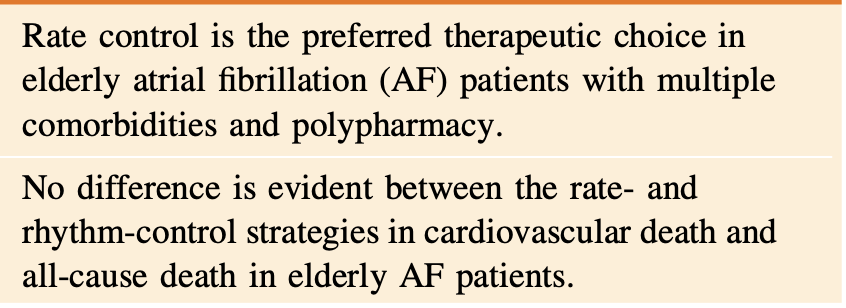 Rate control is the preferred therapeutic choice in
elderly atrial fibrillation (AF) patients with multiple
comorbidities and polypharmacy.
No difference is evident between the rate- and
rhythm-control strategies in cardiovascular death and
all-cause death in elderly AF patients.